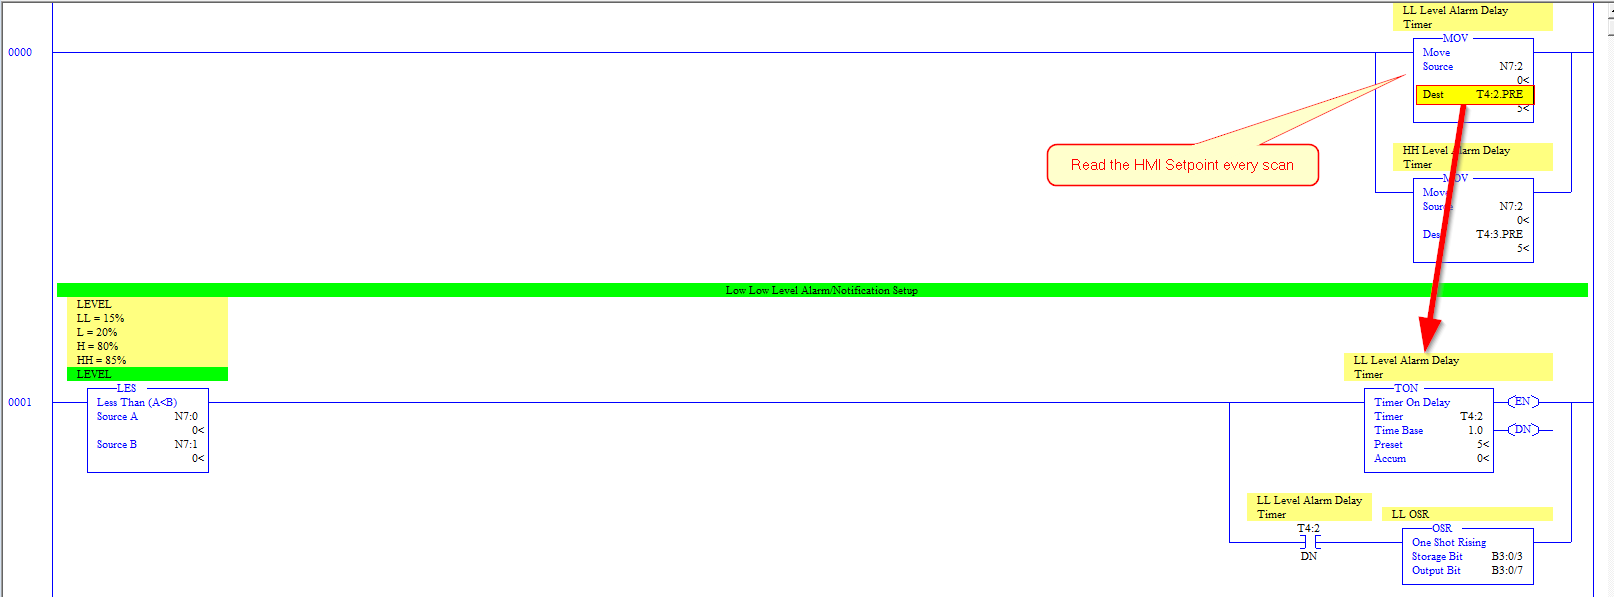 LL Level Alarm Delay
Timer
0000
MOV
Move
Source N7:2
0<
Dest T4:2.PRE
5<
Read the HMI Setpoint every scan
HH Level Alarm Delay
Timer
MOV
Move
Source N7:2
0<
Dest T4:3.PRE
5<
Low Low Level Alarm/Notification Setup
LEVEL
LL = 15%
L = 20%
H = 80%
HH = 85%
LEVEL
LL Level Alarm Delay
Timer
0001
LES
Less Than (A<B)
Source A N7:0
0<
Source B N7:1
0<
TON
Timer On Delay
Timer T4:2
Time Base 1.0
Preset 5<
Accum 0<
EN
DN
LL Level Alarm Delay
Timer
T4:2
DN
LL OSR
OSR
One Shot Rising
Storage Bit B3:0/3
Output Bit B3:0/7